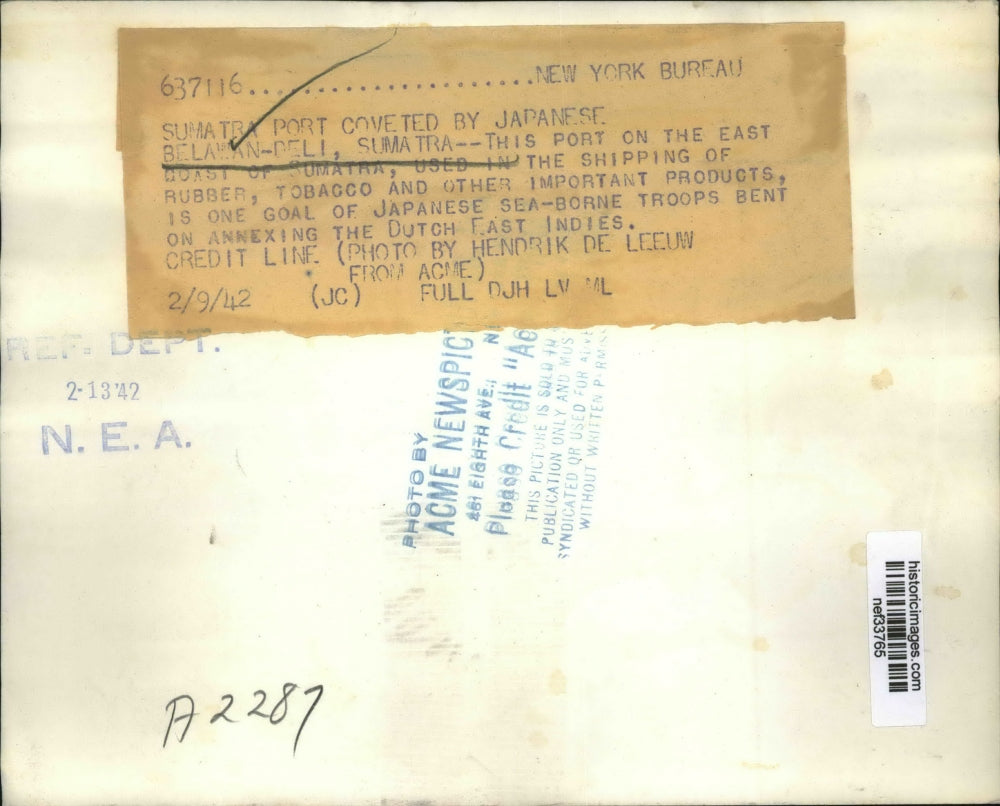 637116......................NEW YORK BUREAU
SUMATRA PORT COVETED BY JAPANESE
BELAWAN-DELI, SUMATRA--THIS PORT ON THE EAST
COAST OF SUMATRA, USED IN THE SHIPPING OF
RUBBER, TOBACCO AND OTHER IMPORTANT PRODUCTS,
IS ONE GOAL OF JAPANESE SEA-BORNE TROOPS BENT
ON ANNEXING THE DUTCH EAST INDIES.
CREDIT LINE (PHOTO BY HENDRIK DE LEEUW
FROM ACME)
2/9/42 (JC) FULL DJH LV ML
REF. DEPT.
2-13'42
N. E. A.
PHOTO BY
ACME NEWSPIC
461 EIGHTH AVE.
Please Credit "Ac
THIS PICTURE IS SOLD
PUBLICATION ONLY AND MUS
SYNDICATED OR USED FOR
WITHOUT WRITTEN PERMIS
historicimages.com
nef33765
A2287